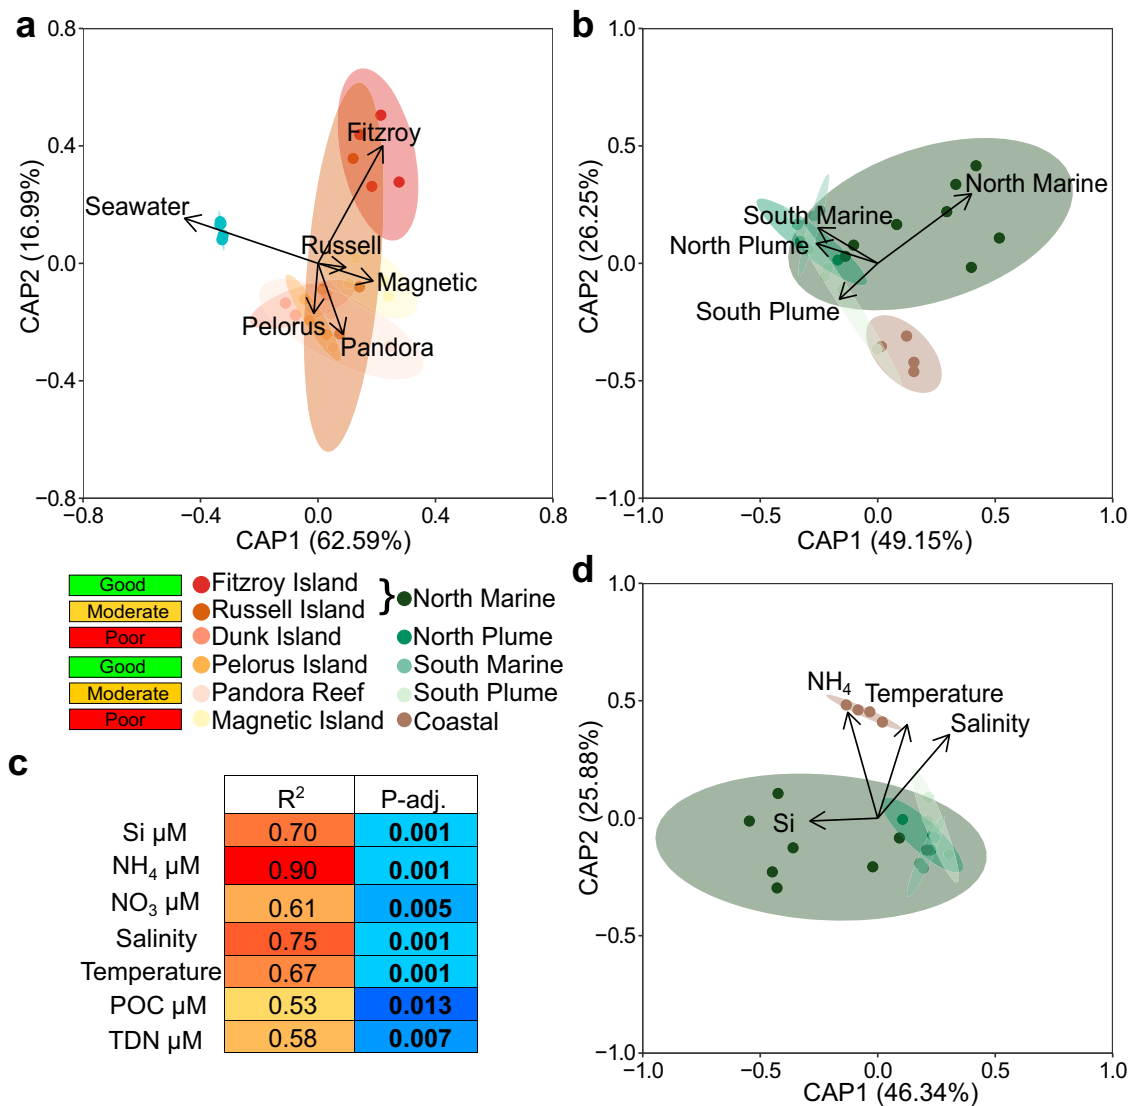 a
0.8
0.4
0.0
−0.4
−0.8
−0.8
−0.4
0.0
0.4
0.8
CAP2 (16.99%)
CAP1 (62.59%)
Fitzroy
Seawater
Russell
Magnetic
Pelorus
Pandora
b
1.0
0.5
0.0
−0.5
−1.0
−1.0
−0.5
0.0
0.5
1.0
CAP2 (26.25%)
CAP1 (49.15%)
North Marine
South Marine
North Plume
South Plume
Good Fitzroy Island
Moderate Russell Island } North Marine
Poor Dunk Island North Plume
Good Pelorus Island South Marine
Moderate Pandora Reef South Plume
Poor Magnetic Island Coastal
c
R² P-adj.
Si µM 0.70 0.001
NH₄ µM 0.90 0.001
NO₃ µM 0.61 0.005
Salinity 0.75 0.001
Temperature 0.67 0.001
POC µM 0.53 0.013
TDN µM 0.58 0.007
d
1.0
0.5
0.0
−0.5
−1.0
−1.0
−0.5
0.0
0.5
1.0
CAP2 (25.88%)
CAP1 (46.34%)
NH₄
Temperature
Salinity
Si